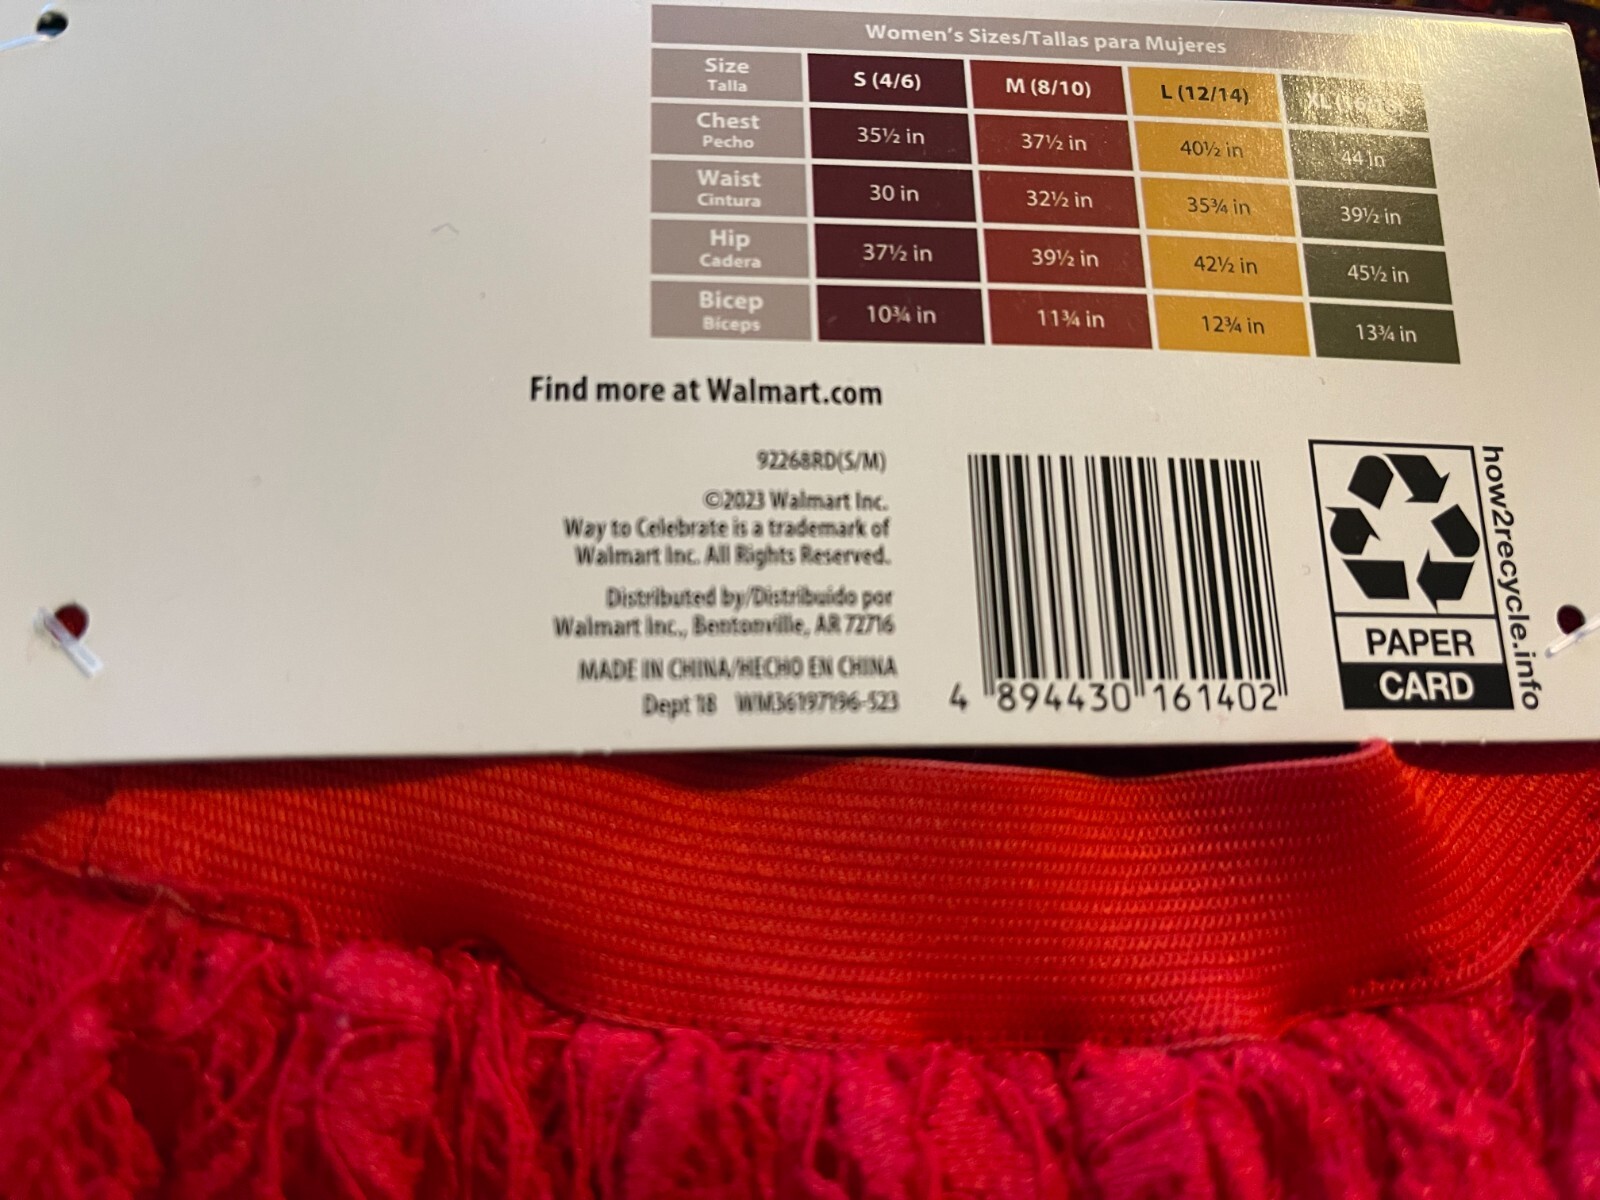 Women's Sizes/Tallas para Mujeres
Size S (4/6) M (8/10) L (12/14) XL
Talla
Chest 35½ in 37½ in 40½ in 44 in
Pecho
Waist 30 in 32½ in 35¾ in 39½ in
Cintura
Hip 37½ in 39½ in 42½ in 45½ in
Cadera
Bicep 10¾ in 11¾ in 12¾ in 13¾ in
Bíceps
Find more at Walmart.com
92268RD(S/M)
©2023 Walmart Inc.
Way to Celebrate is a trademark of
Walmart Inc. All Rights Reserved.
Distributed by/Distribuido por
Walmart Inc., Bentonville, AR 72716
MADE IN CHINA/HECHO EN CHINA
Dept 18 WM36197196-523
4 894430 161402
PAPER
CARD
how2recycle.info